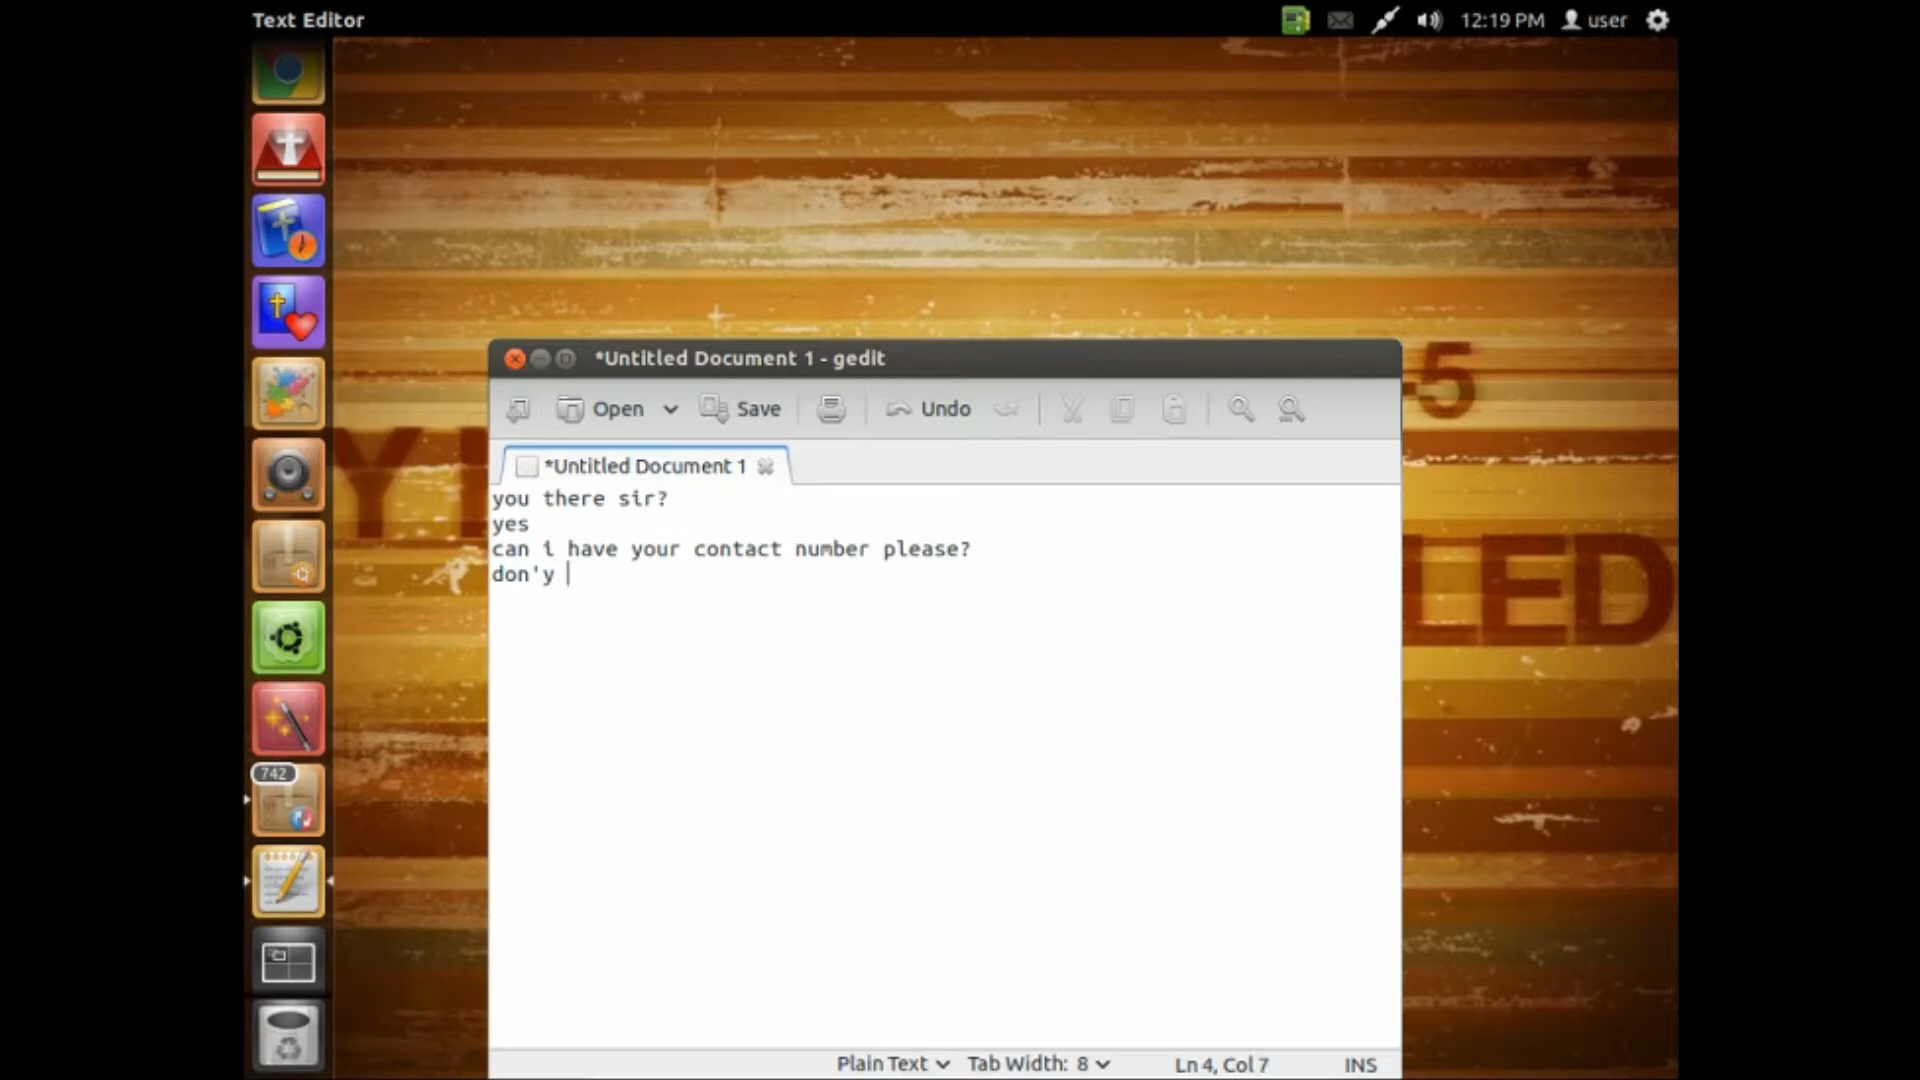 Text Editor
12:19 PM user
*Untitled Document 1 - gedit
Open Save Undo
*Untitled Document 1
you there sir?
yes
can i have your contact number please?
don'y
-5
LED
742
Plain Text Tab Width: 8 Ln 4, Col 7 INS